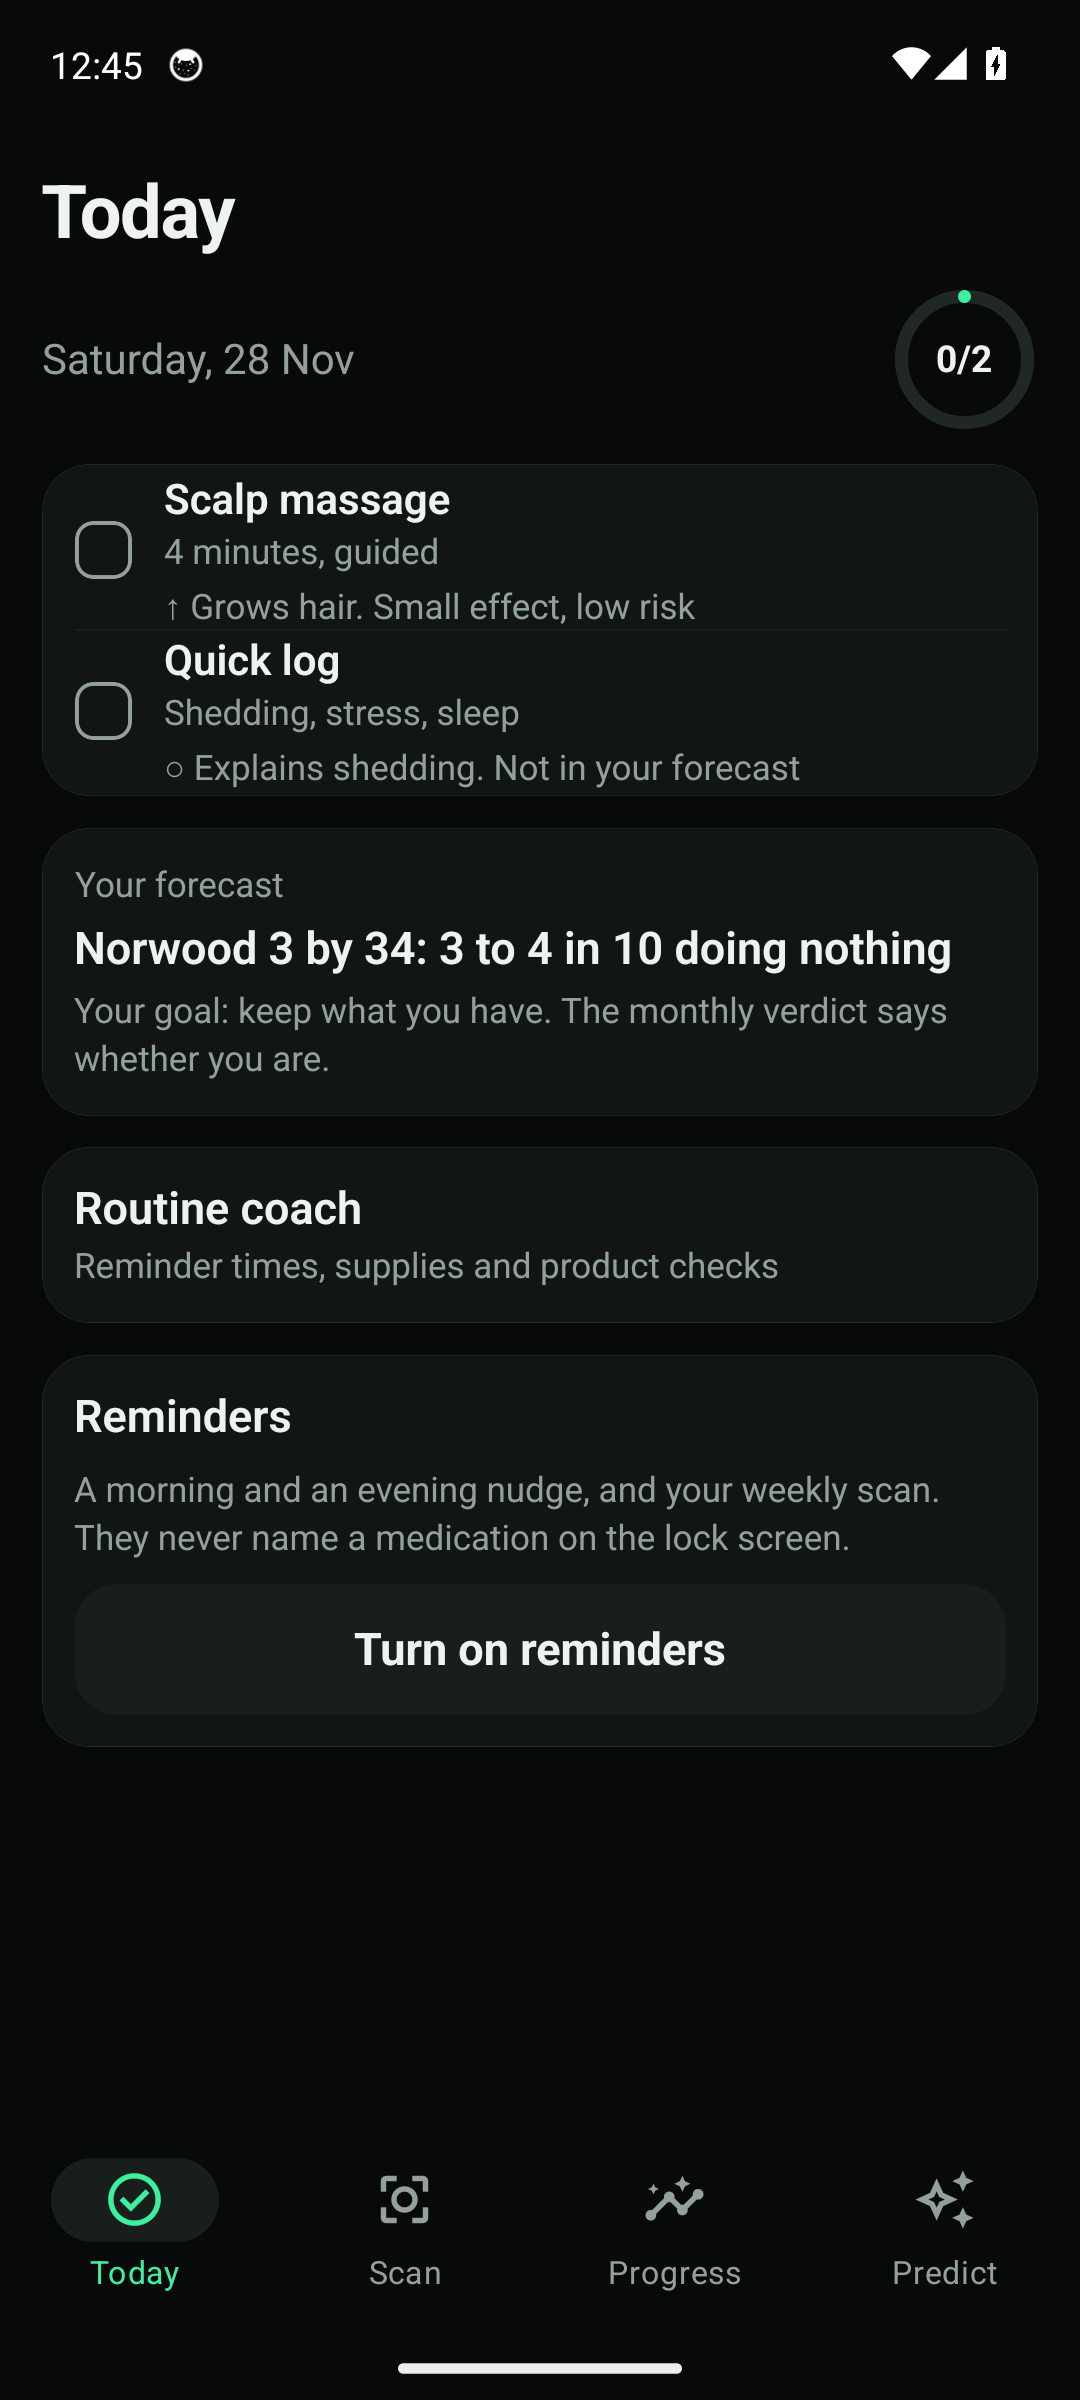 12:45
Today
Saturday, 28 Nov
0/2
Scalp massage
4 minutes, guided
↑ Grows hair. Small effect, low risk
Quick log
Shedding, stress, sleep
○ Explains shedding. Not in your forecast
Your forecast
Norwood 3 by 34: 3 to 4 in 10 doing nothing
Your goal: keep what you have. The monthly verdict says
whether you are.
Routine coach
Reminder times, supplies and product checks
Reminders
A morning and an evening nudge, and your weekly scan.
They never name a medication on the lock screen.
Turn on reminders
Today
Scan
Progress
Predict